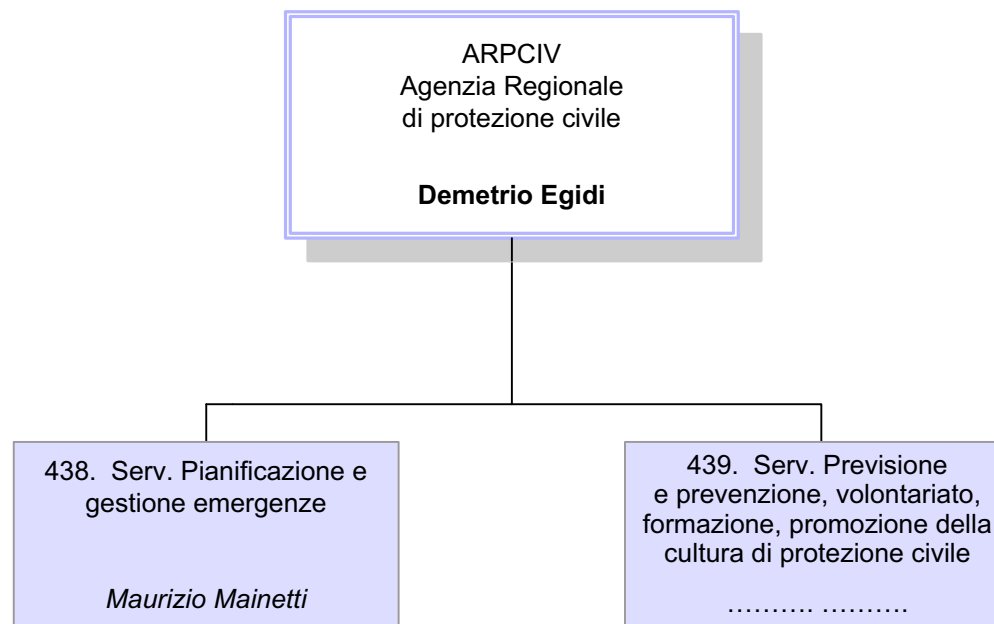 ARPCIV
Agenzia Regionale
di protezione civile
Demetrio Egidi
438. Serv. Pianificazione e
gestione emergenze
Maurizio Mainetti
439. Serv. Previsione
e prevenzione, volontariato,
formazione, promozione della
cultura di protezione civile
………. ……….